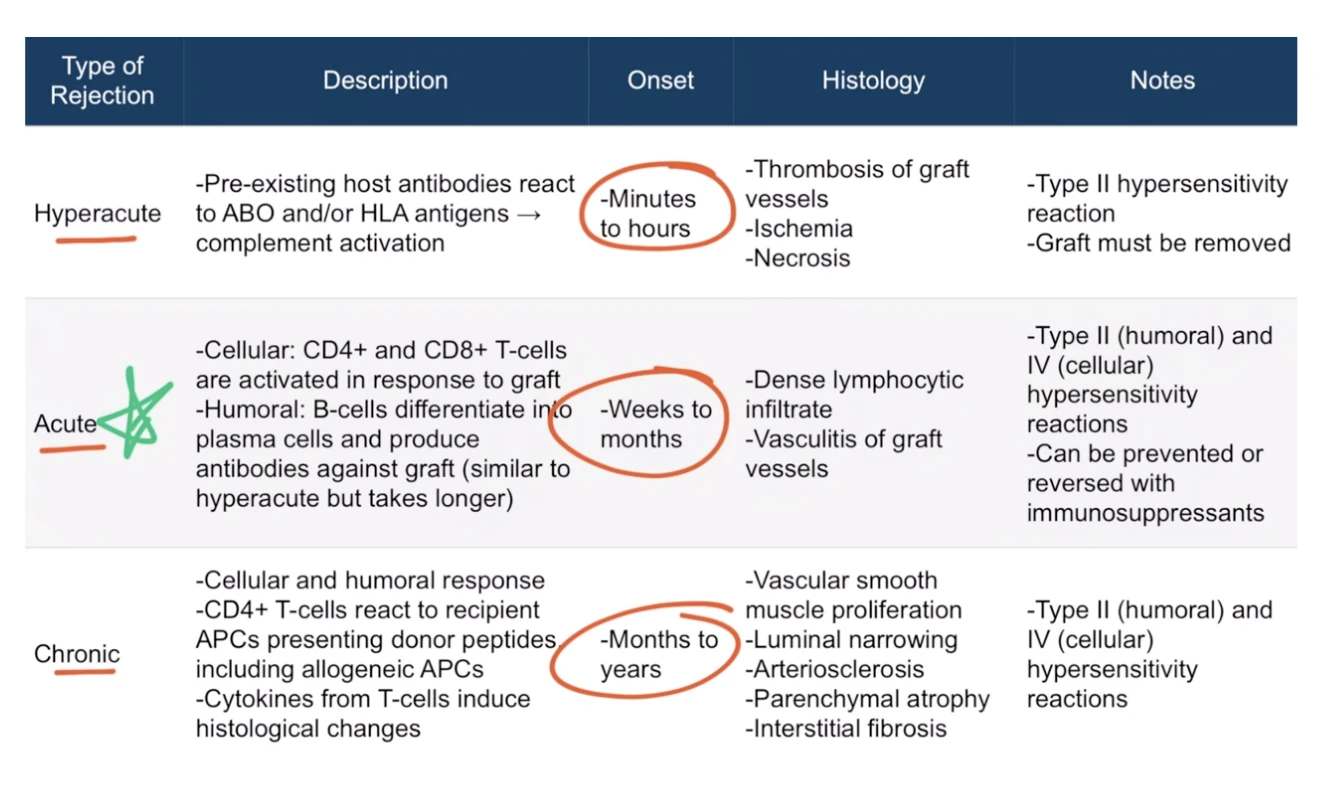 Type of
Rejection
Description
Onset
Histology
Notes
Hyperacute
-Pre-existing host antibodies react
to ABO and/or HLA antigens →
complement activation
-Minutes
to hours
-Thrombosis of graft
vessels
-Ischemia
-Necrosis
-Type II hypersensitivity
reaction
-Graft must be removed
Acute
-Cellular: CD4+ and CD8+ T-cells
are activated in response to graft
-Humoral: B-cells differentiate into
plasma cells and produce
antibodies against graft (similar to
hyperacute but takes longer)
-Weeks to
months
-Dense lymphocytic
infiltrate
-Vasculitis of graft
vessels
-Type II (humoral) and
IV (cellular)
hypersensitivity
reactions
-Can be prevented or
reversed with
immunosuppressants
Chronic
-Cellular and humoral response
-CD4+ T-cells react to recipient
APCs presenting donor peptides,
including allogeneic APCs
-Cytokines from T-cells induce
histological changes
-Months to
years
-Vascular smooth
muscle proliferation
-Luminal narrowing
-Arteriosclerosis
-Parenchymal atrophy
-Interstitial fibrosis
-Type II (humoral) and
IV (cellular)
hypersensitivity
reactions